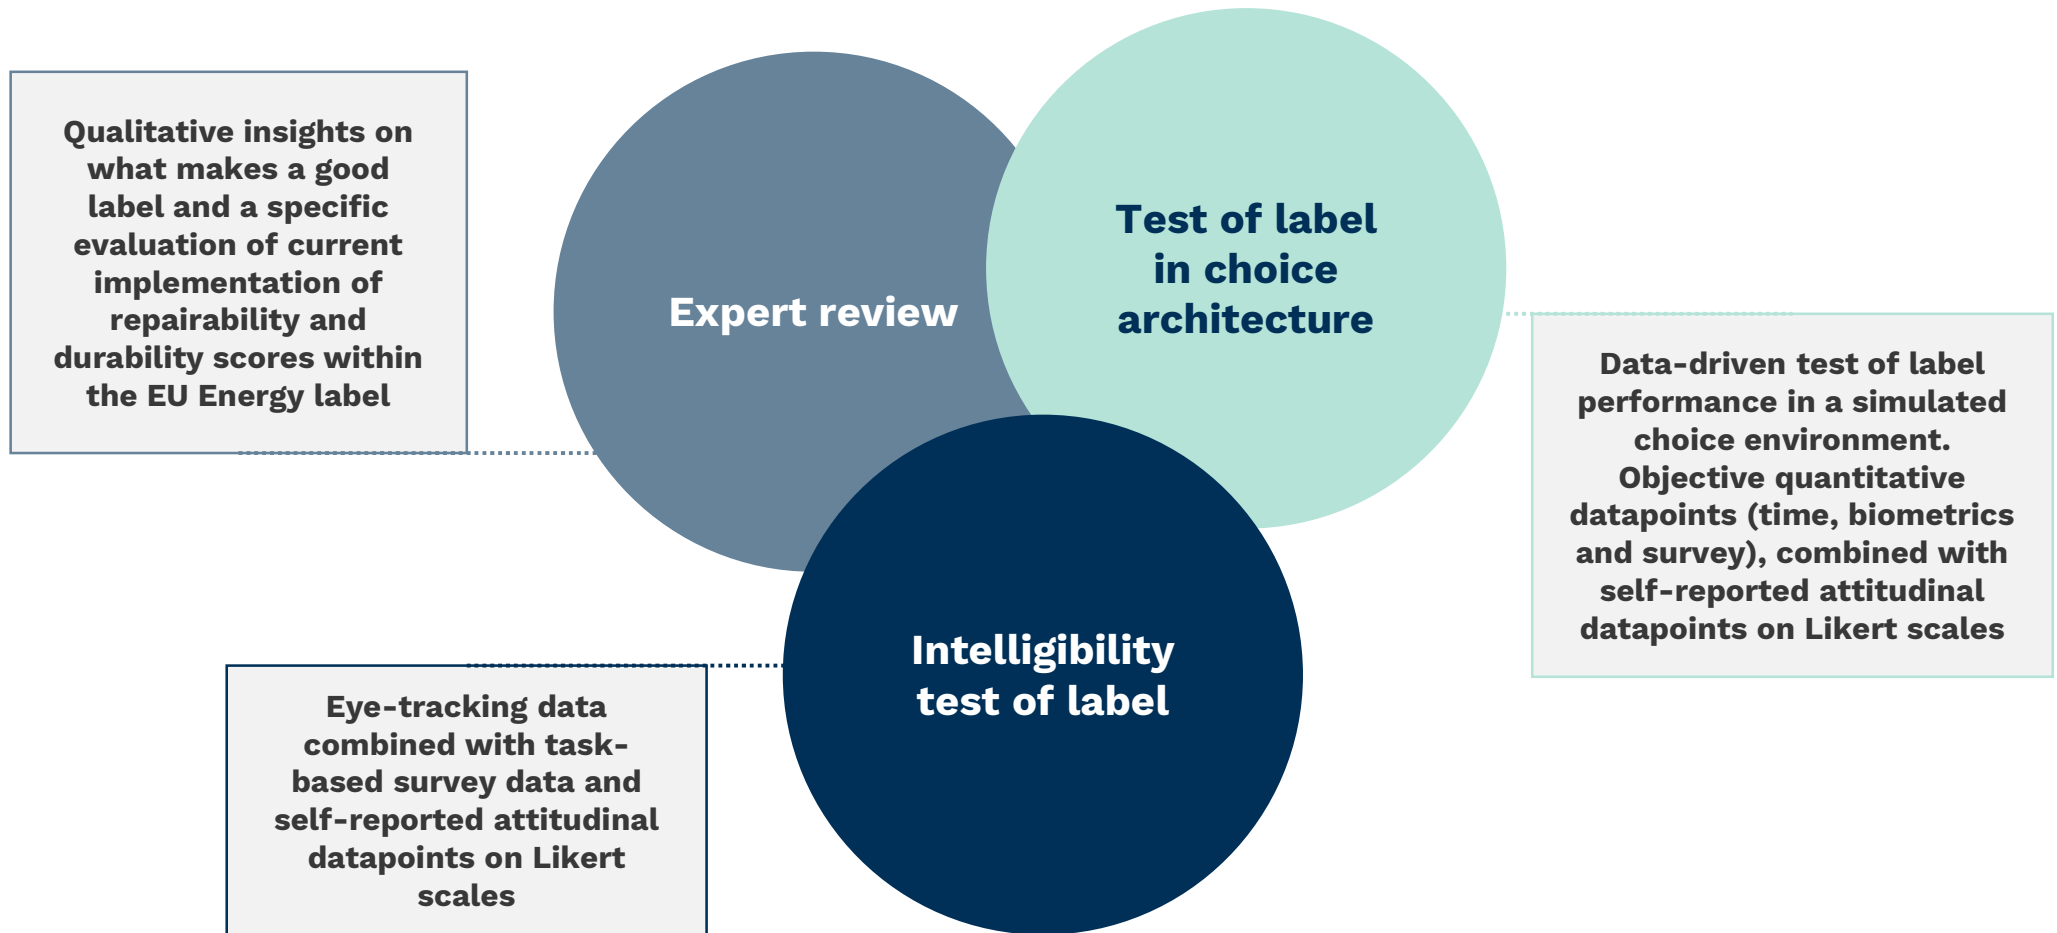 Qualitative insights on
what makes a good
label and a specific
evaluation of current
implementation of
repairability and
durability scores within
the EU Energy label
Expert review
Test of label
in choice
architecture
Data-driven test of label
performance in a simulated
choice environment.
Objective quantitative
datapoints (time, biometrics
and survey), combined with
self-reported attitudinal
datapoints on Likert scales
Intelligibility
test of label
Eye-tracking data
combined with task-
based survey data and
self-reported attitudinal
datapoints on Likert
scales